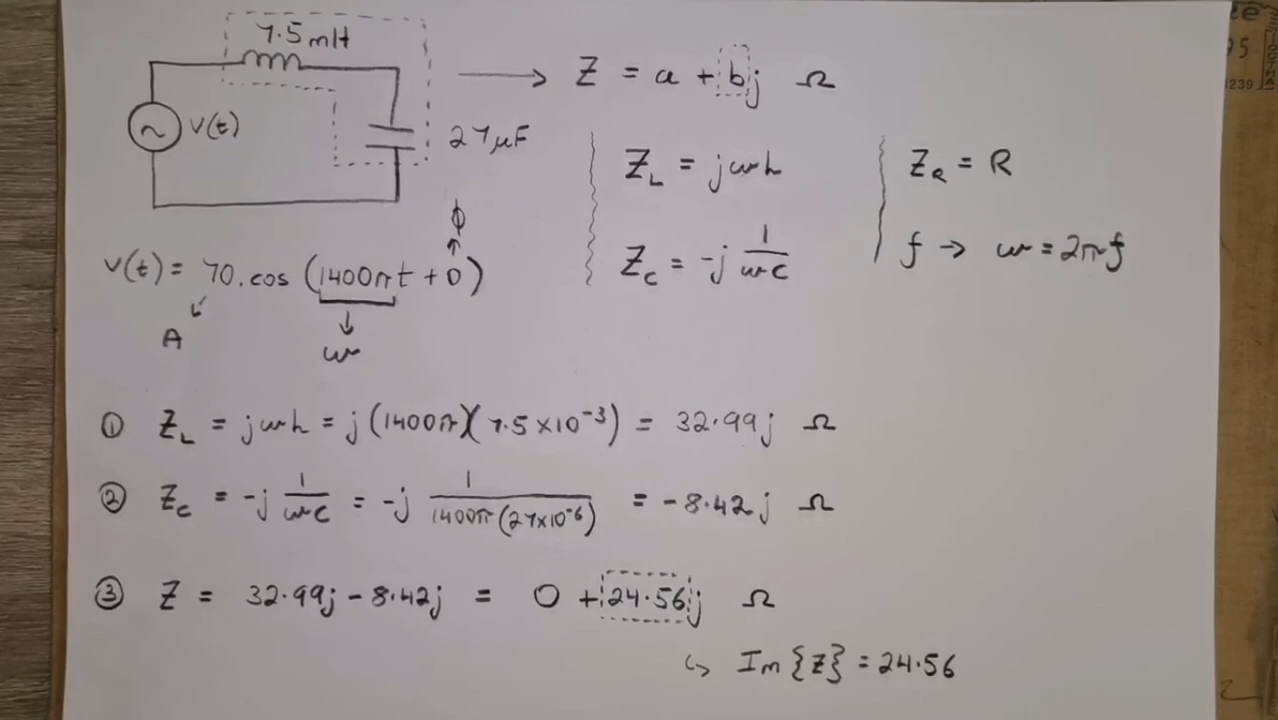 7.5mH
Z = a + bj Ω
V(t)
27μF
Z_L = jωL
Z_R = R
Z_C = -j 1/ωC
f → ω = 2πf
ϕ
V(t) = 70.cos (1400πt + 0)
A
ω
① Z_L = jωL = j(1400π)(7.5×10⁻³) = 32.99j Ω
② Z_C = -j 1/ωC = -j 1/1400π(27×10⁻⁶) = -8.42j Ω
③ Z = 32.99j - 8.42j = 0 + 24.56j Ω
↳ Im{Z} = 24.56